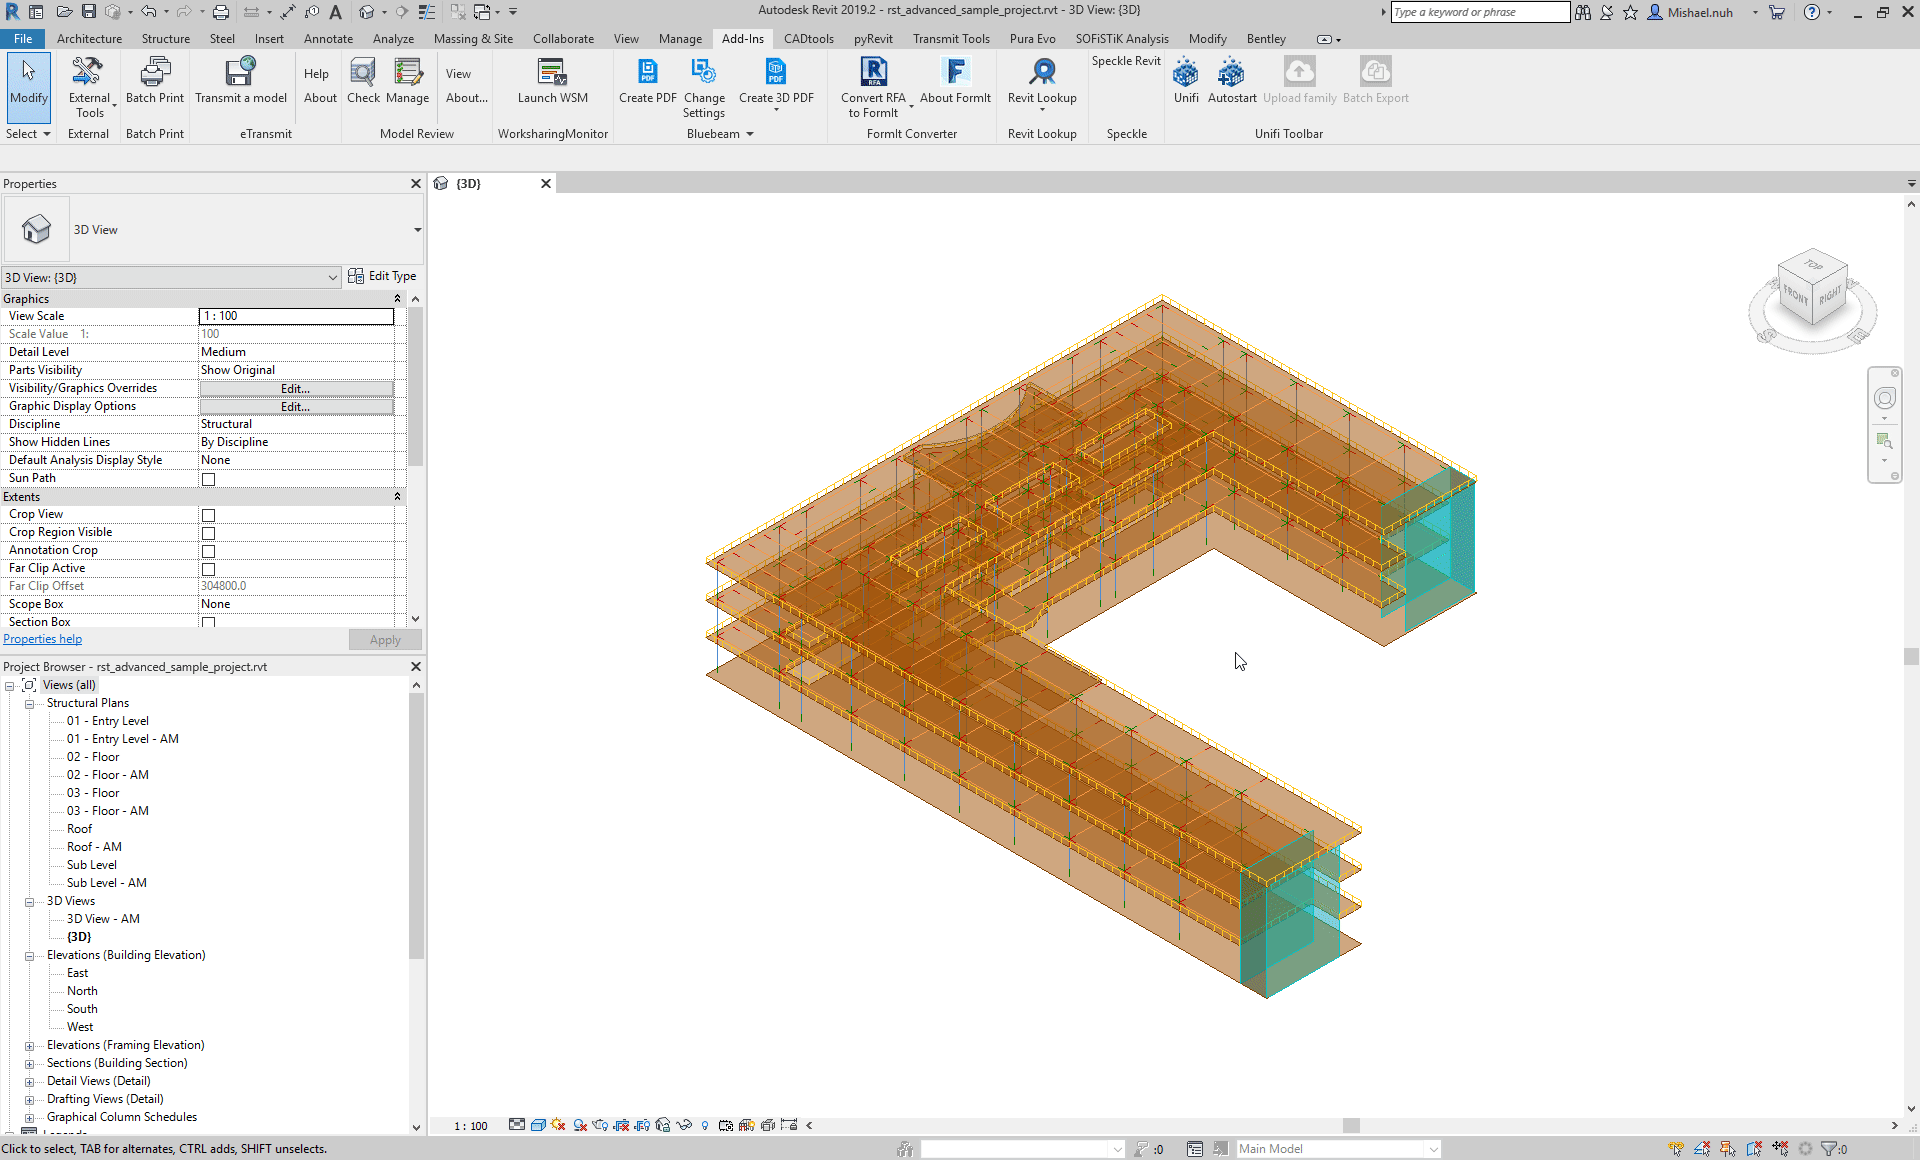 Autodesk Revit 2019.2 - rst_advanced_sample_project.rvt - 3D View: {3D}
Type a keyword or phrase
Mishael.nuh
File Architecture Structure Steel Insert Annotate Analyze Massing & Site Collaborate View Manage Add-Ins CADtools pyRevit Transmit Tools Pura Evo SOFiSTiK Analysis Modify Bentley
Modify
External Tools
Batch Print
Transmit a model
Help
About
Check
Manage
View
About...
Launch WSM
Create PDF
Change Settings
Create 3D PDF
Convert RFA to FormIt
About FormIt
Revit Lookup
Speckle Revit
Unifi
Autostart
Upload family
Batch Export
Select External Batch Print eTransmit Model Review WorksharingMonitor Bluebeam FormIt Converter Revit Lookup Speckle Unifi Toolbar
Properties
3D View
3D View: {3D}
Edit Type
Graphics
View Scale 1 : 100
Scale Value 1: 100
Detail Level Medium
Parts Visibility Show Original
Visibility/Graphics Overrides Edit...
Graphic Display Options Edit...
Discipline Structural
Show Hidden Lines By Discipline
Default Analysis Display Style None
Sun Path
Extents
Crop View
Crop Region Visible
Annotation Crop
Far Clip Active
Far Clip Offset 304800.0
Scope Box None
Section Box
Properties help
Apply
Project Browser - rst_advanced_sample_project.rvt
Views (all)
Structural Plans
01 - Entry Level
01 - Entry Level - AM
02 - Floor
02 - Floor - AM
03 - Floor
03 - Floor - AM
Roof
Roof - AM
Sub Level
Sub Level - AM
3D Views
3D View - AM
{3D}
Elevations (Building Elevation)
East
North
South
West
Elevations (Framing Elevation)
Sections (Building Section)
Detail Views (Detail)
Drafting Views (Detail)
Graphical Column Schedules
{3D}
TOP
FRONT
RIGHT
1 : 100
Click to select, TAB for alternates, CTRL adds, SHIFT unselects.
:0
Main Model
:0